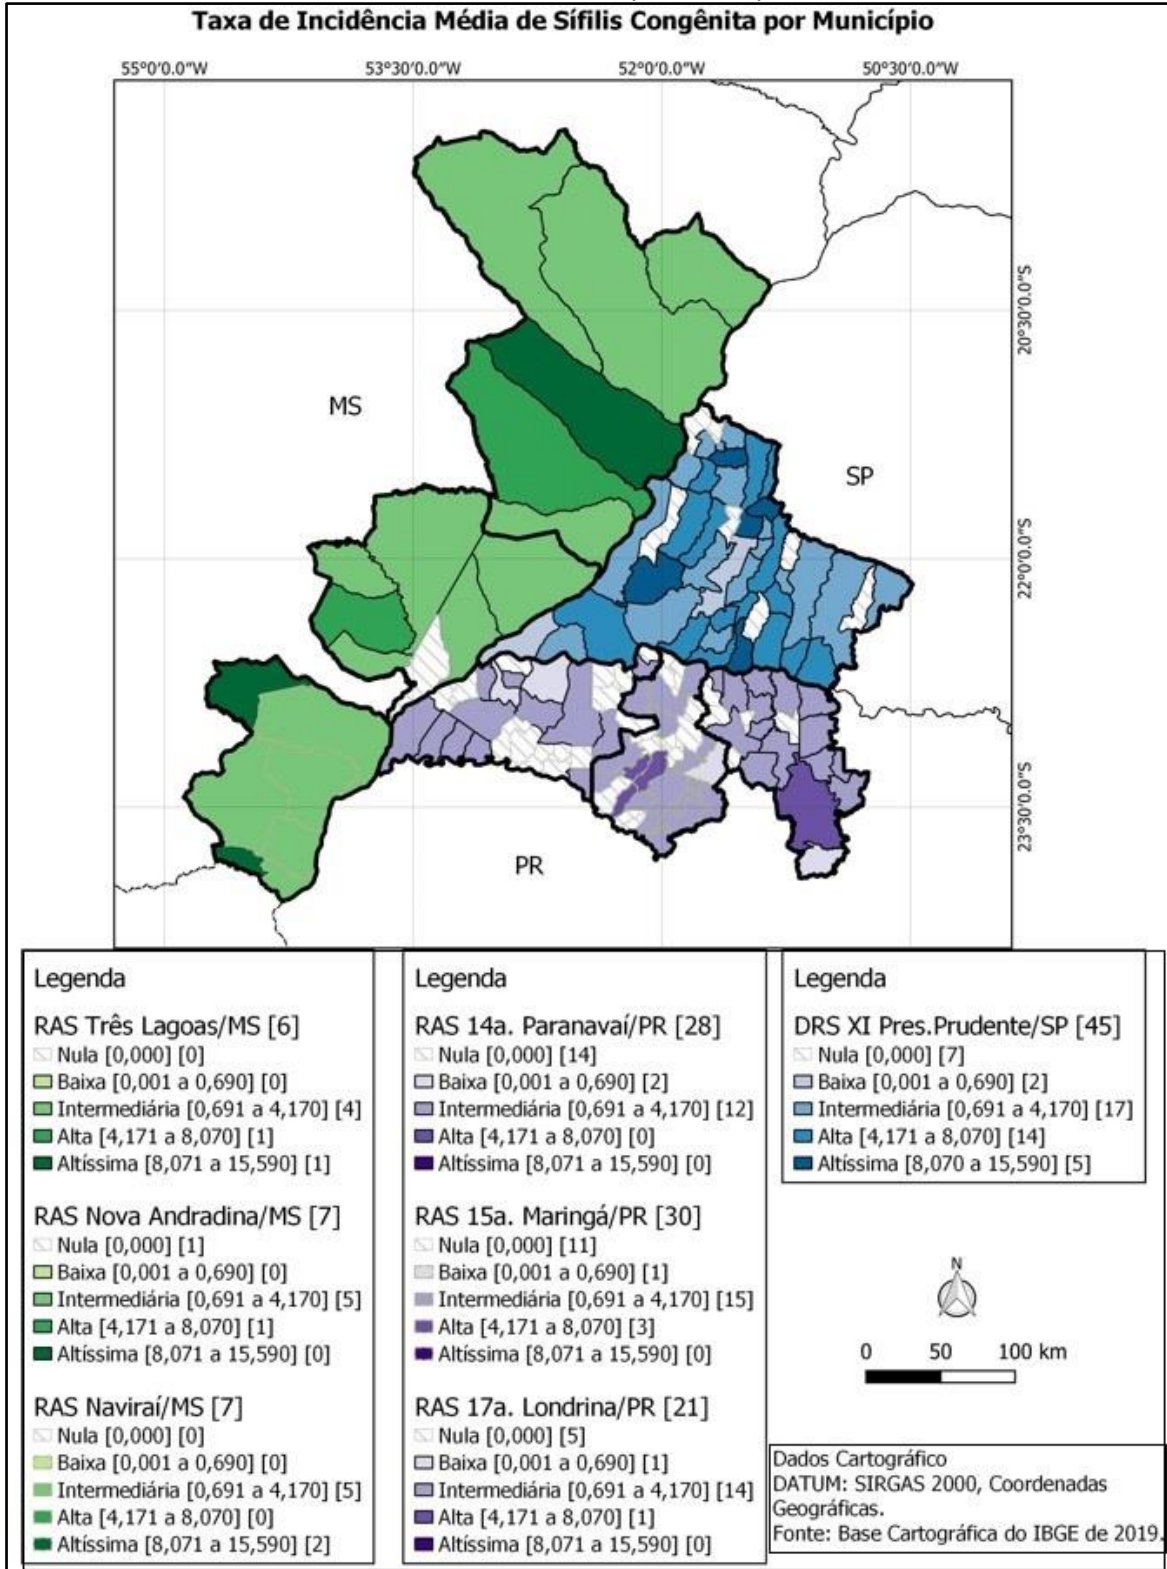 Taxa de Incidência Média de Sífilis Congênita por Município
55°0'0.0"W
53°30'0.0"W
52°0'0.0"W
50°30'0.0"W
20°30'0.0"S
22°0'0.0"S
23°30'0.0"S
MS
SP
PR
Legenda
RAS Três Lagoas/MS [6]
Nula [0,000] [0]
Baixa [0,001 a 0,690] [0]
Intermediária [0,691 a 4,170] [4]
Alta [4,171 a 8,070] [1]
Altíssima [8,071 a 15,590] [1]
RAS Nova Andradina/MS [7]
Nula [0,000] [1]
Baixa [0,001 a 0,690] [0]
Intermediária [0,691 a 4,170] [5]
Alta [4,171 a 8,070] [1]
Altíssima [8,071 a 15,590] [0]
RAS Naviraí/MS [7]
Nula [0,000] [0]
Baixa [0,001 a 0,690] [0]
Intermediária [0,691 a 4,170] [5]
Alta [4,171 a 8,070] [0]
Altíssima [8,071 a 15,590] [2]
Legenda
RAS 14a. Paranavaí/PR [28]
Nula [0,000] [14]
Baixa [0,001 a 0,690] [2]
Intermediária [0,691 a 4,170] [12]
Alta [4,171 a 8,070] [0]
Altíssima [8,071 a 15,590] [0]
RAS 15a. Maringá/PR [30]
Nula [0,000] [11]
Baixa [0,001 a 0,690] [1]
Intermediária [0,691 a 4,170] [15]
Alta [4,171 a 8,070] [3]
Altíssima [8,071 a 15,590] [0]
RAS 17a. Londrina/PR [21]
Nula [0,000] [5]
Baixa [0,001 a 0,690] [1]
Intermediária [0,691 a 4,170] [14]
Alta [4,171 a 8,070] [1]
Altíssima [8,071 a 15,590] [0]
Legenda
DRS XI Pres.Prudente/SP [45]
Nula [0,000] [7]
Baixa [0,001 a 0,690] [2]
Intermediária [0,691 a 4,170] [17]
Alta [4,171 a 8,070] [14]
Altíssima [8,070 a 15,590] [5]
N
0 50 100 km
Dados Cartográfico
DATUM: SIRGAS 2000, Coordenadas
Geográficas.
Fonte: Base Cartográfica do IBGE de 2019.